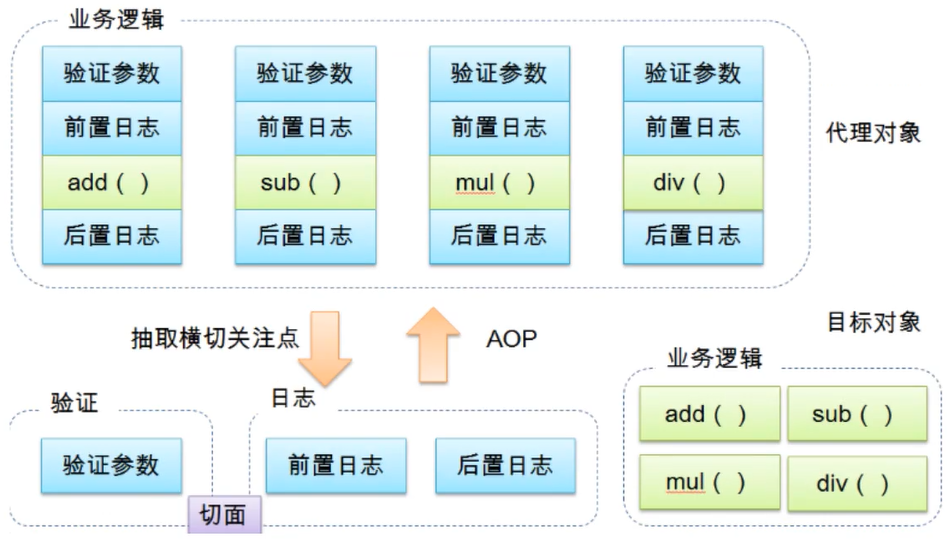 业务逻辑
验证参数 验证参数 验证参数 验证参数
前置日志 前置日志 前置日志 前置日志
add（ ） sub（ ） mul（ ） div（ ）
后置日志 后置日志 后置日志 后置日志
代理对象
抽取横切关注点
AOP
验证
验证参数
日志
前置日志 后置日志
切面
目标对象
业务逻辑
add（ ） sub（ ）
mul（ ） div（ ）